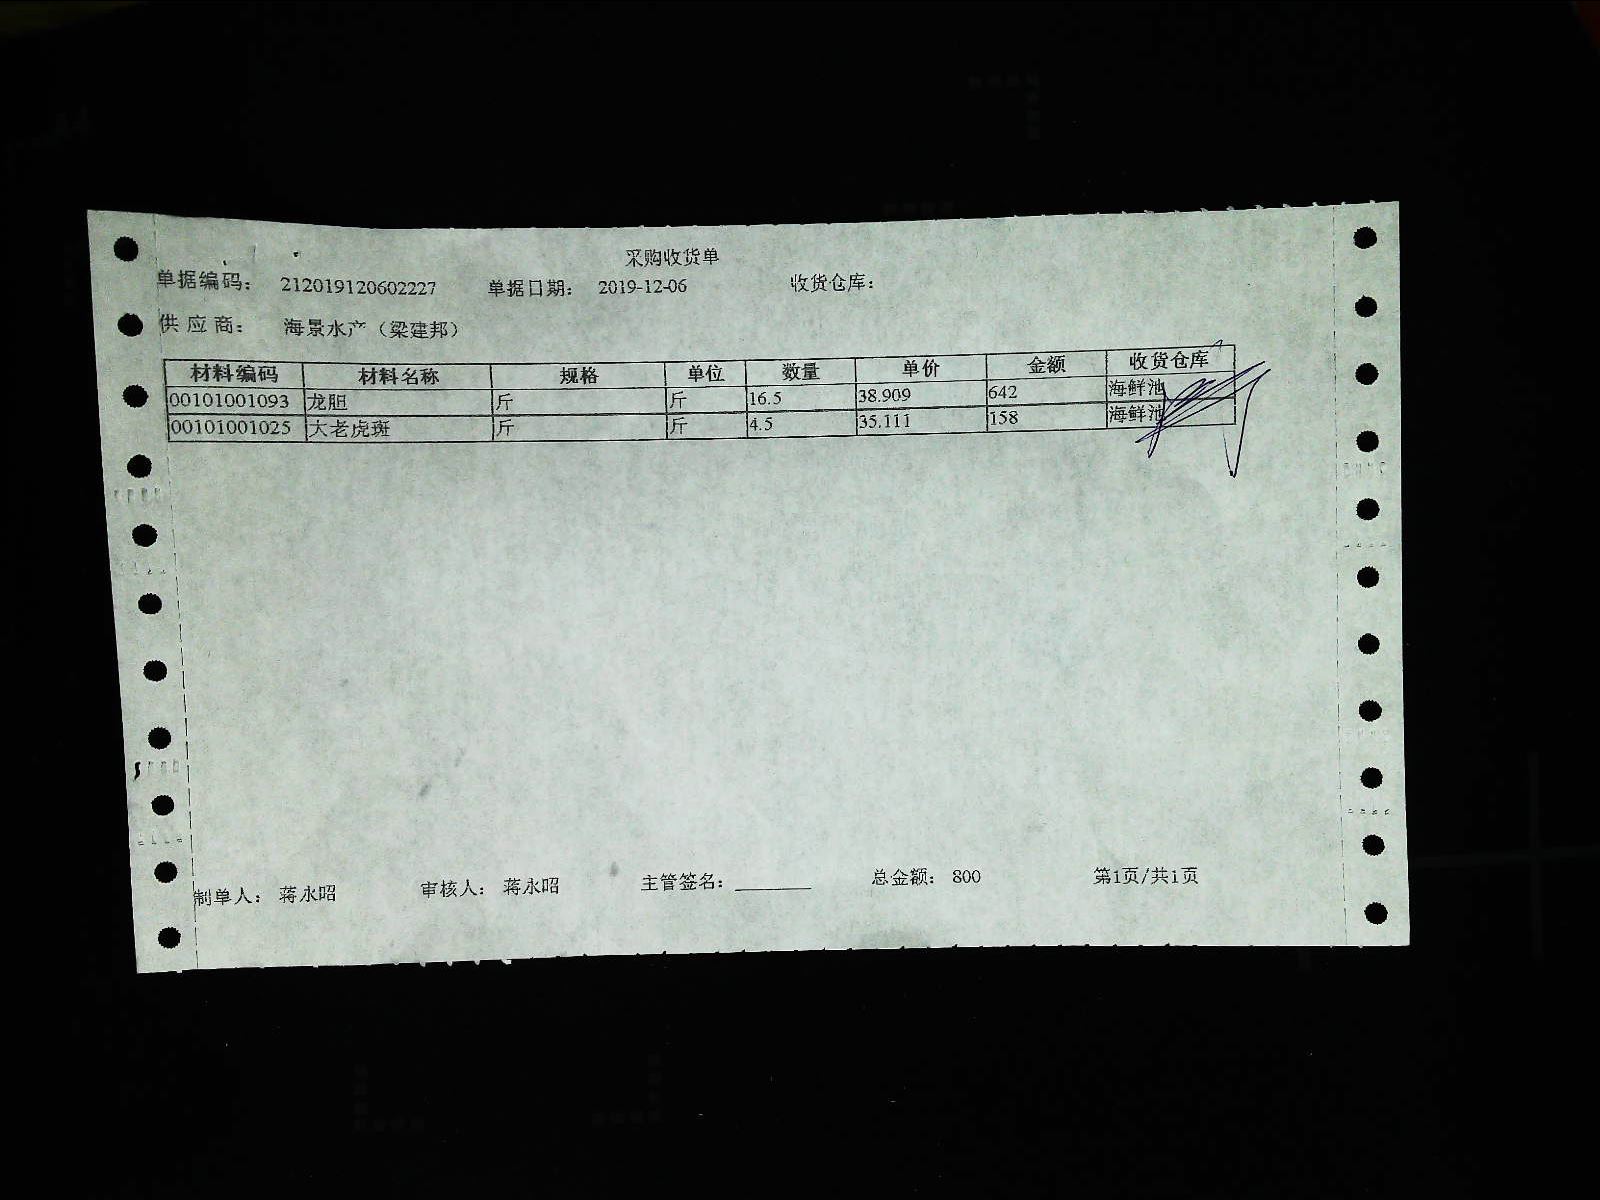 采购收货单
单据编码: 212019120602227 单据日期: 2019-12-06 收货仓库:
供应商: 海景水产（梁建邦）
材料编码 材料名称 规格 单位 数量 单价 金额 收货仓库
00101001093 龙胆 斤 斤 16.5 38.909 642 海鲜池
00101001025 大老虎斑 斤 斤 4.5 35.111 158 海鲜池
制单人: 蒋永昭 审核人: 蒋永昭 主管签名: 总金额: 800 第1页/共1页